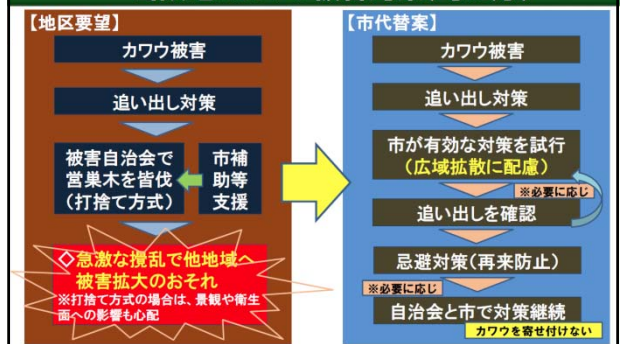 【地区要望】
カワウ被害
追い出し対策
被害自治会で
営巣木を皆伐
(打捨て方式)
市補
助等
支援
◇急激な攪乱で他地域へ
被害拡大のおそれ
※打捨て方式の場合は、景観や衛生
面への影響も心配
【市代替案】
カワウ被害
追い出し対策
市が有効な対策を試行
(広域拡散に配慮)
※必要に応じ
追い出しを確認
忌避対策(再来防止)
※必要に応じ
自治会と市で対策継続
カワウを寄せ付けない